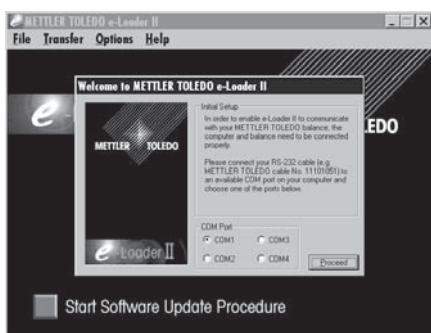 METTLER TOLEDO e-Loader II
File Transfer Options Help
Welcome to METTLER TOLEDO e-Loader II
e
EDO
METTLER TOLEDO
e-Loader II
Initial Setup
In order to enable e-Loader II to communicate
with your METTLER TOLEDO balance, the
computer and balance need to be connected
properly.
Please connect your RS-232 cable (e.g.
METTLER TOLEDO cable No. 11101051) to
an available COM port on your computer and
choose one of the ports below.
COM Port
COM1 COM3
COM2 COM4
Proceed
Start Software Update Procedure